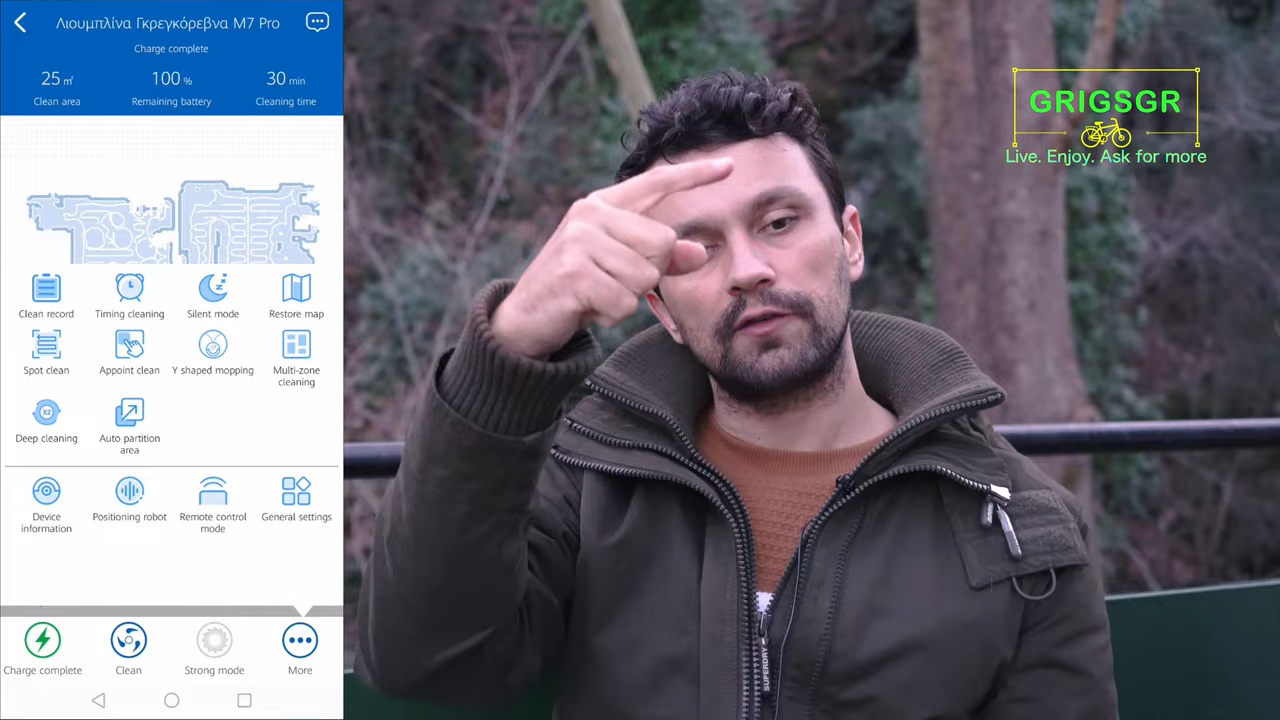 Λιουμπλίνα Γκρεγκόρεβνα M7 Pro
Charge complete
25 ㎡
100 %
30 min
Clean area
Remaining battery
Cleaning time
Clean record
Timing cleaning
Silent mode
Restore map
Spot clean
Appoint clean
Y shaped mopping
Multi-zone
cleaning
X2
Deep cleaning
Auto partition
area
Device
information
Positioning robot
Remote control
mode
General settings
Charge complete
Clean
Strong mode
More
GRIGSGR
Live. Enjoy. Ask for more
SUPERDRY